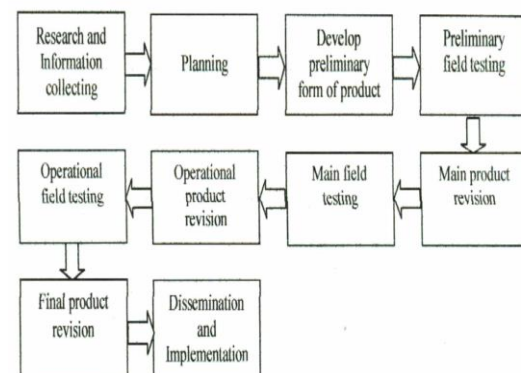 Research and
Information
collecting
Planning
Develop
preliminary
form of product
Preliminary
field testing
Main product
revision
Main field
testing
Operational
product
revision
Operational
field testing
Final product
revision
Dissemination
and
Implementation